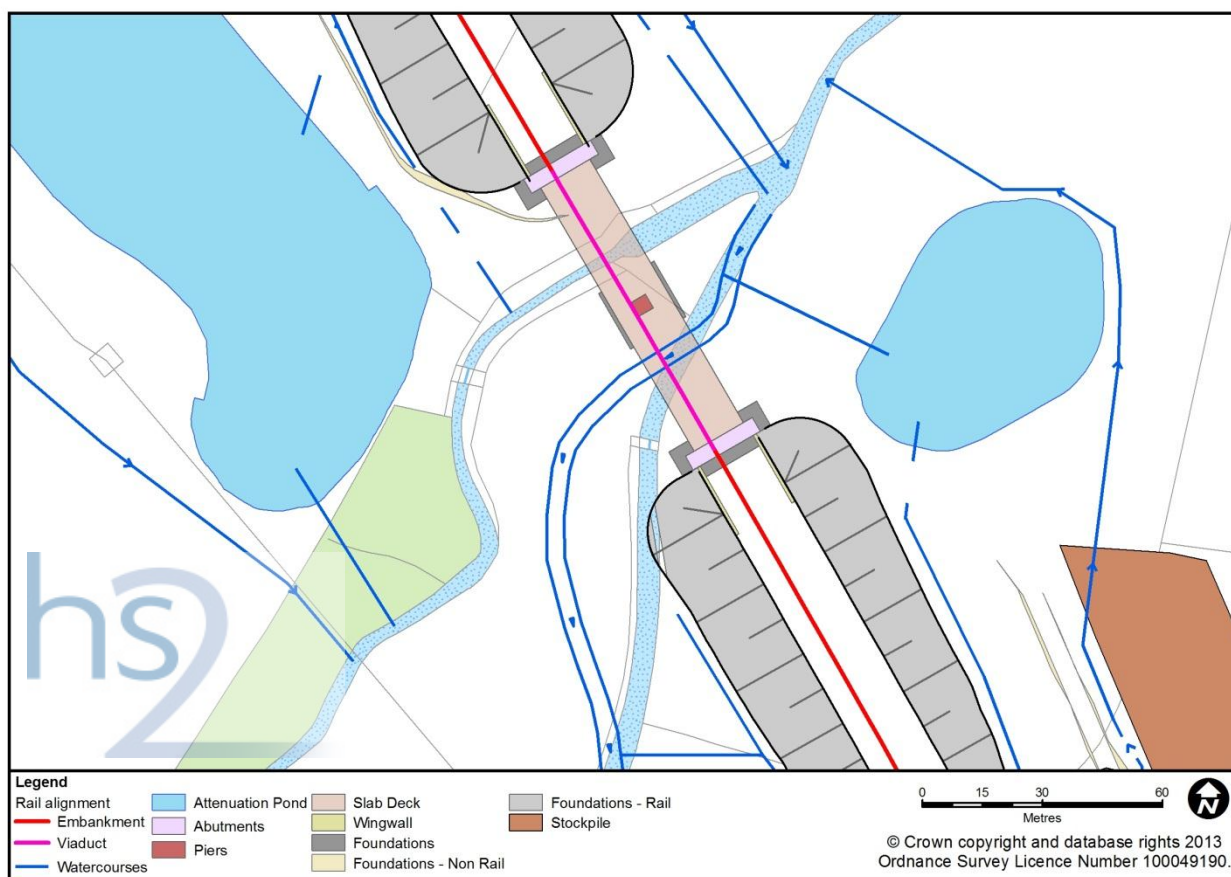 hs2
Legend
Rail alignment
Embankment
Viaduct
Watercourses
Attenuation Pond
Abutments
Piers
Slab Deck
Wingwall
Foundations
Foundations - Non Rail
Foundations - Rail
Stockpile
0 15 30 60
Metres
N
© Crown copyright and database rights 2013
Ordnance Survey Licence Number 100049190.